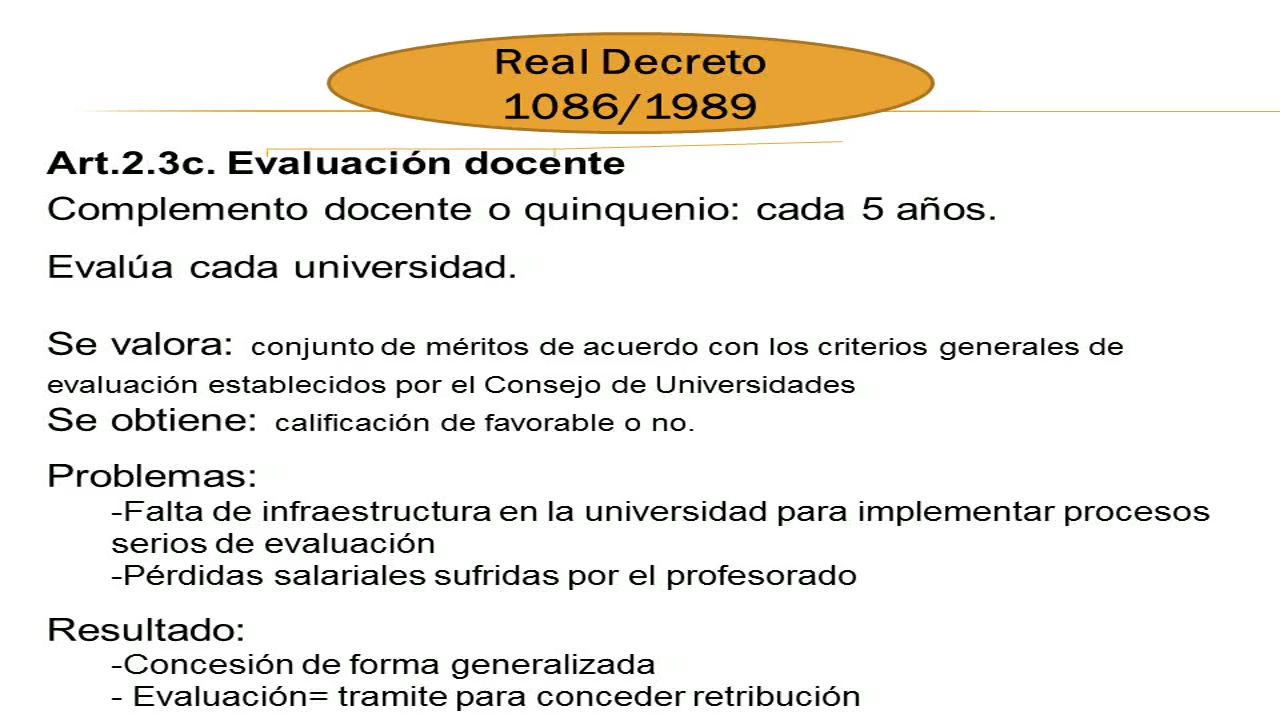 Real Decreto
1086/1989
Art.2.3c. Evaluación docente
Complemento docente o quinquenio: cada 5 años.
Evalúa cada universidad.
Se valora: conjunto de méritos de acuerdo con los criterios generales de
evaluación establecidos por el Consejo de Universidades
Se obtiene: calificación de favorable o no.
Problemas:
-Falta de infraestructura en la universidad para implementar procesos
serios de evaluación
-Pérdidas salariales sufridas por el profesorado
Resultado:
-Concesión de forma generalizada
- Evaluación= tramite para conceder retribución